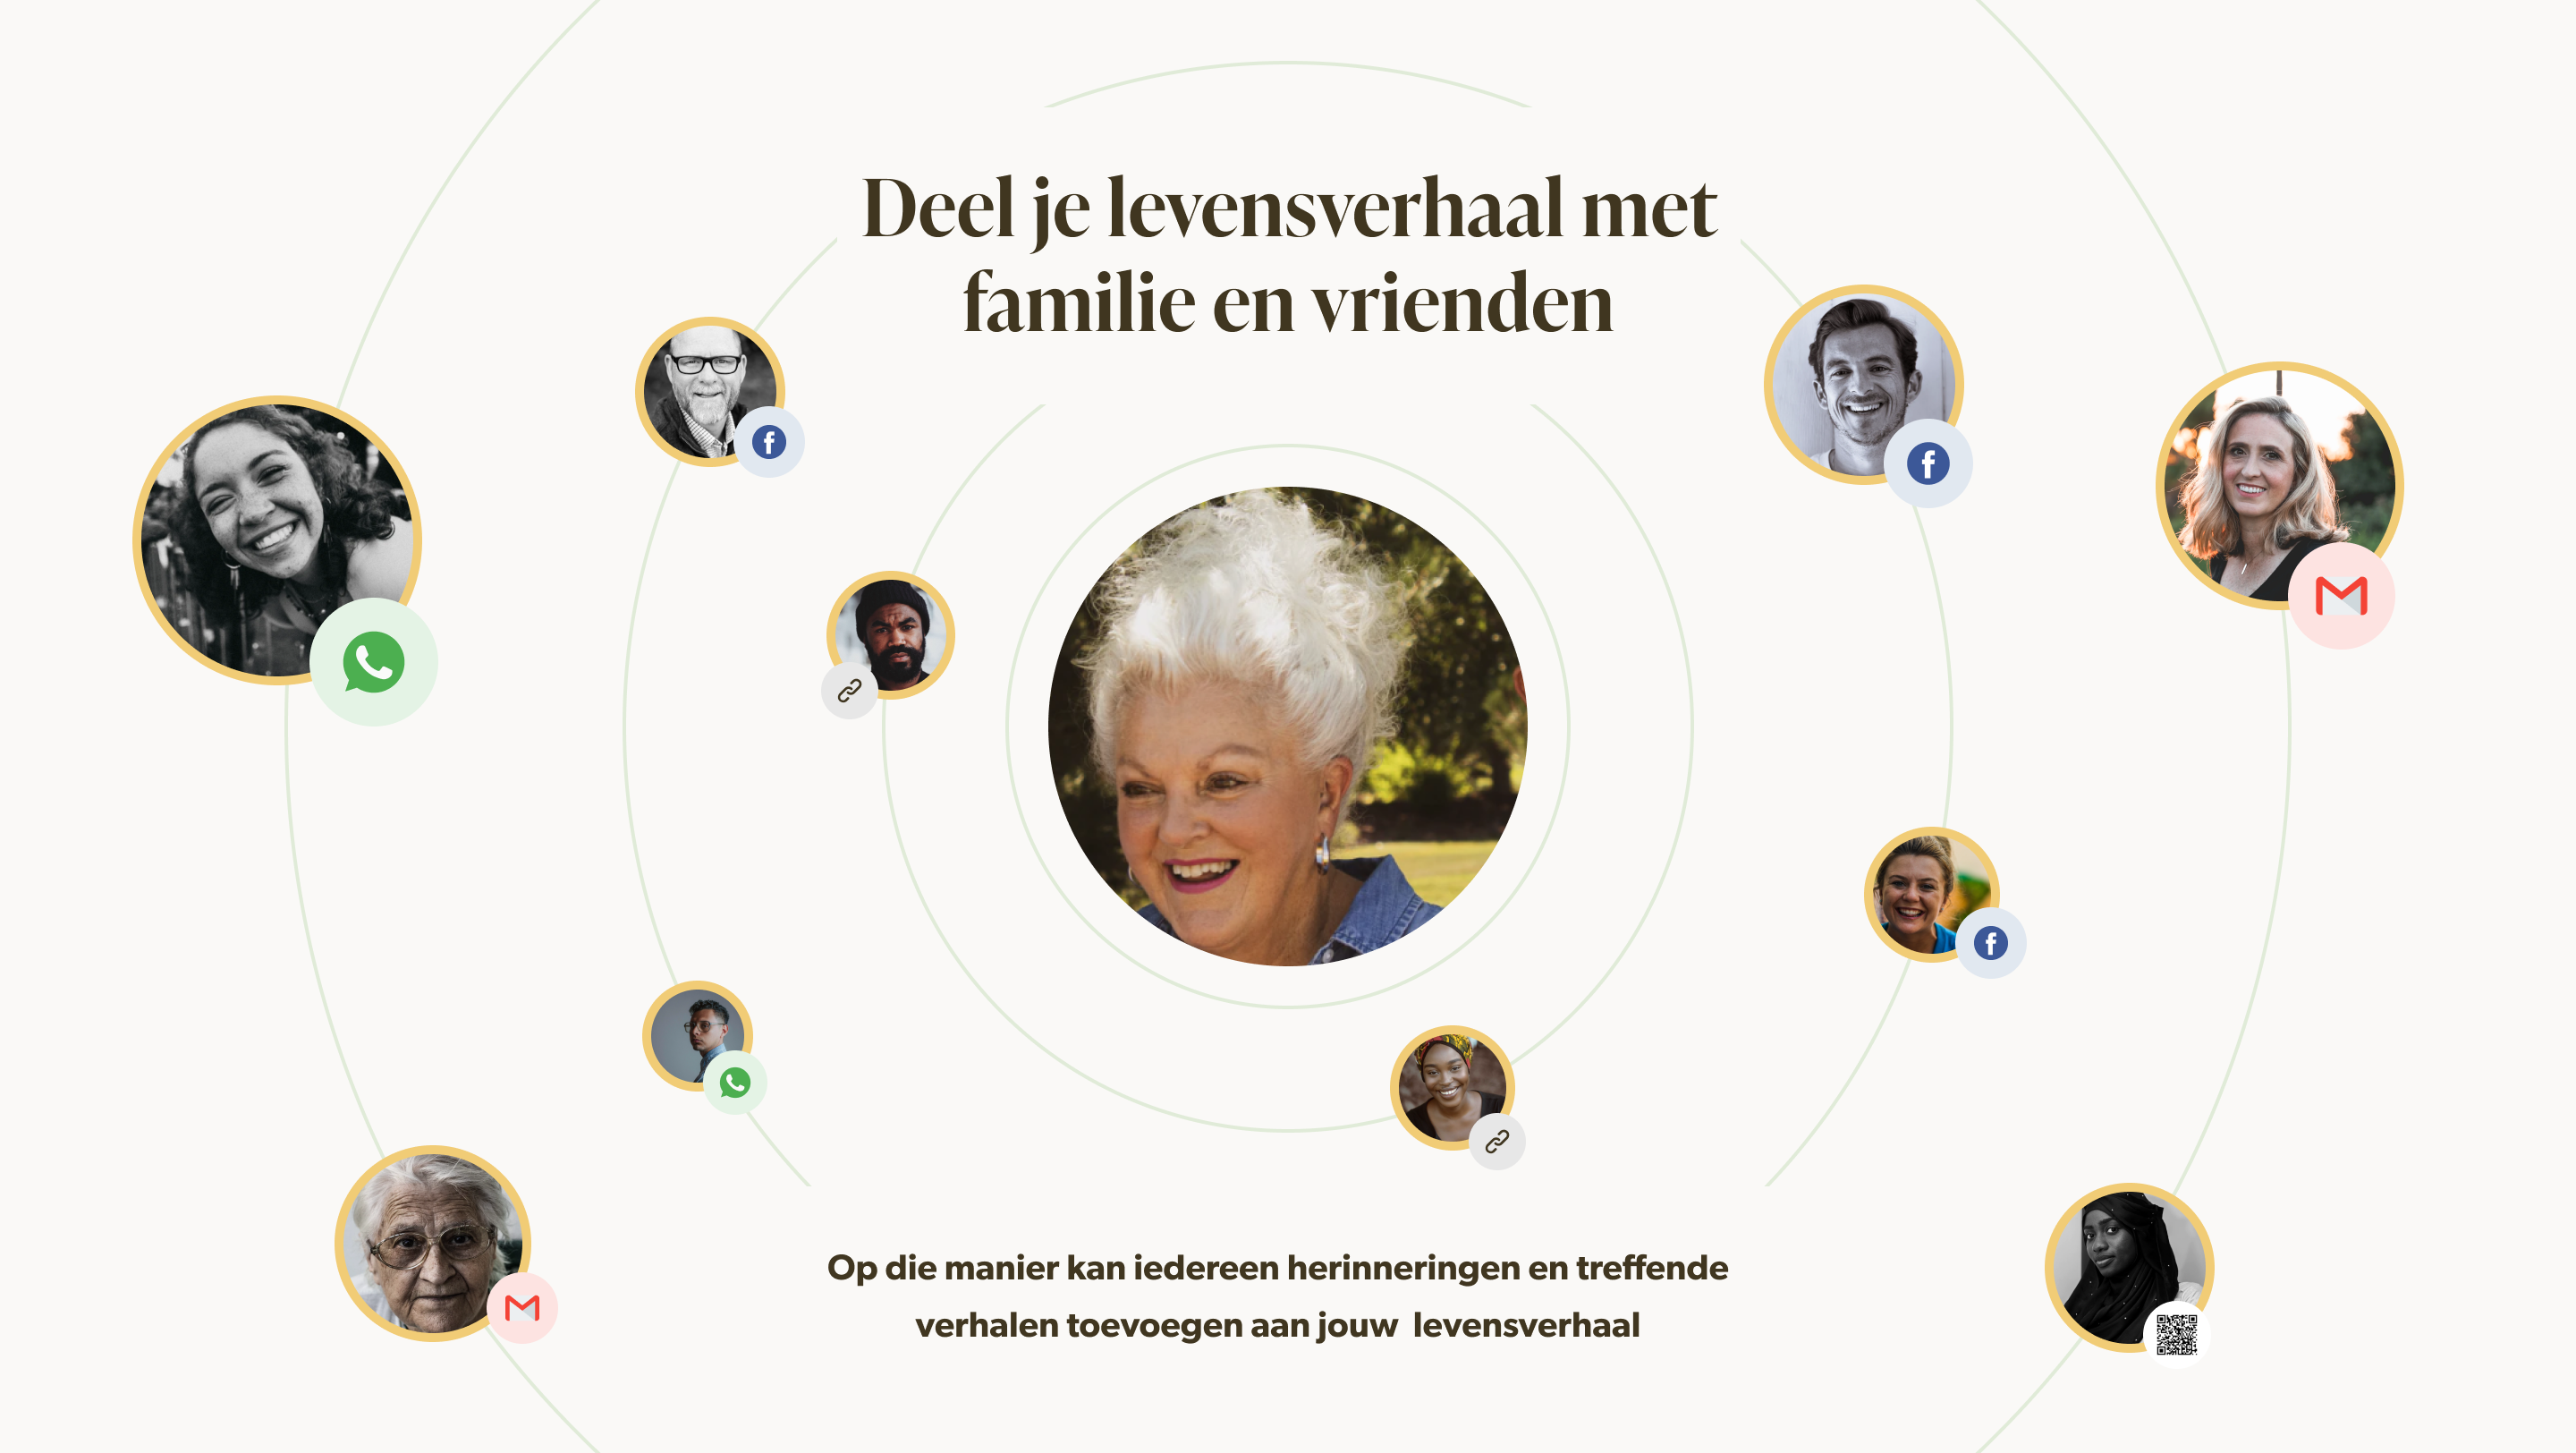 Deel je levensverhaal met
familie en vrienden
Op die manier kan iedereen herinneringen en treffende
verhalen toevoegen aan jouw  levensverhaal